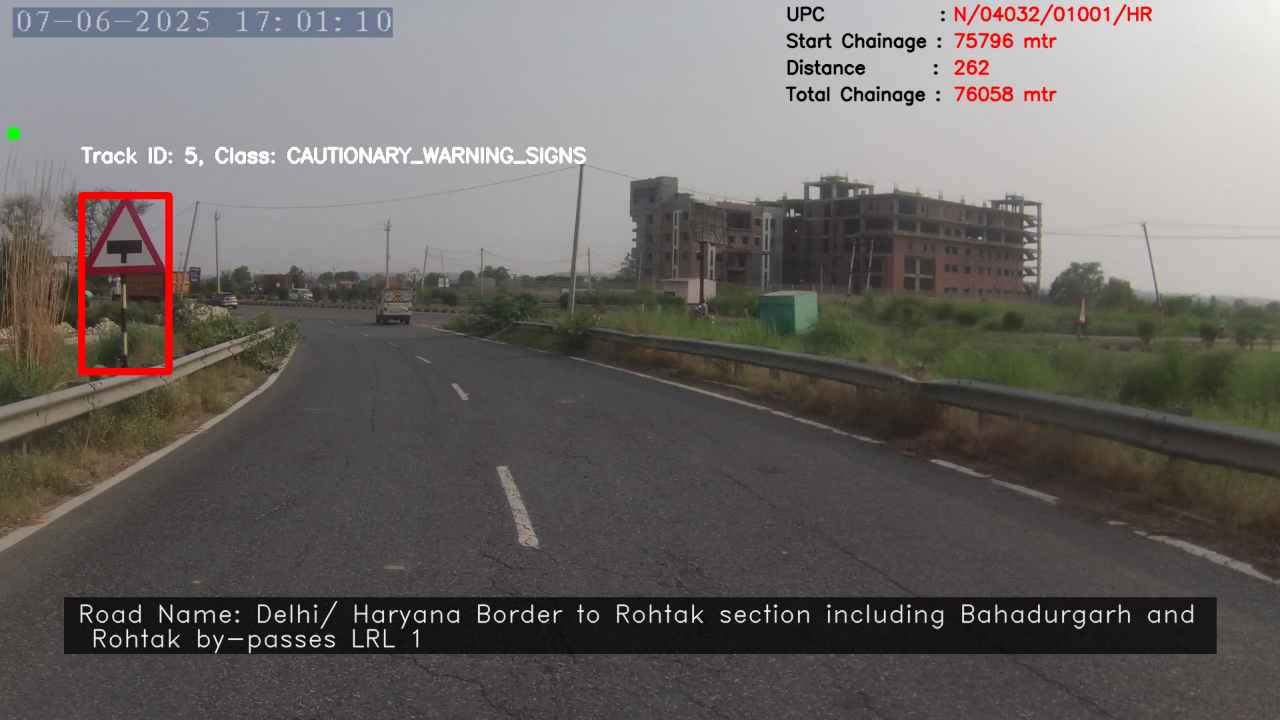 07-06-2025 17:01:10
UPC : N/04032/01001/HR
Start Chainage : 75796 mtr
Distance : 262
Total Chainage : 76058 mtr
Track ID: 5, Class: CAUTIONARY_WARNING_SIGNS
Road Name: Delhi/ Haryana Border to Rohtak section including Bahadurgarh and
Rohtak by-passes LRL 1